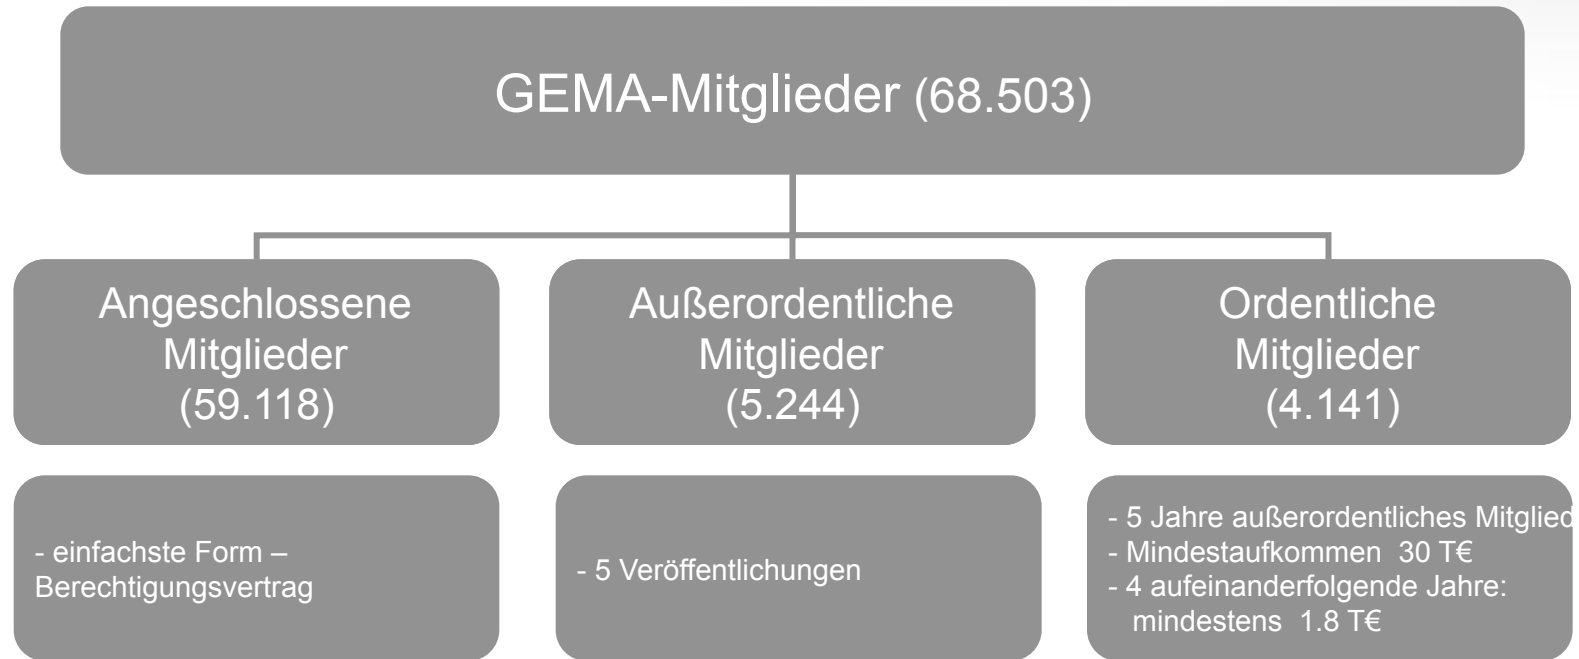 GEMA-Mitglieder (68.503)
Angeschlossene
Mitglieder
(59.118)
Außerordentliche
Mitglieder
(5.244)
Ordentliche
Mitglieder
(4.141)
- einfachste Form –
Berechtigungsvertrag
- 5 Veröffentlichungen
- 5 Jahre außerordentliches Mitglied
- Mindestaufkommen 30 T€
- 4 aufeinanderfolgende Jahre:
mindestens 1.8 T€